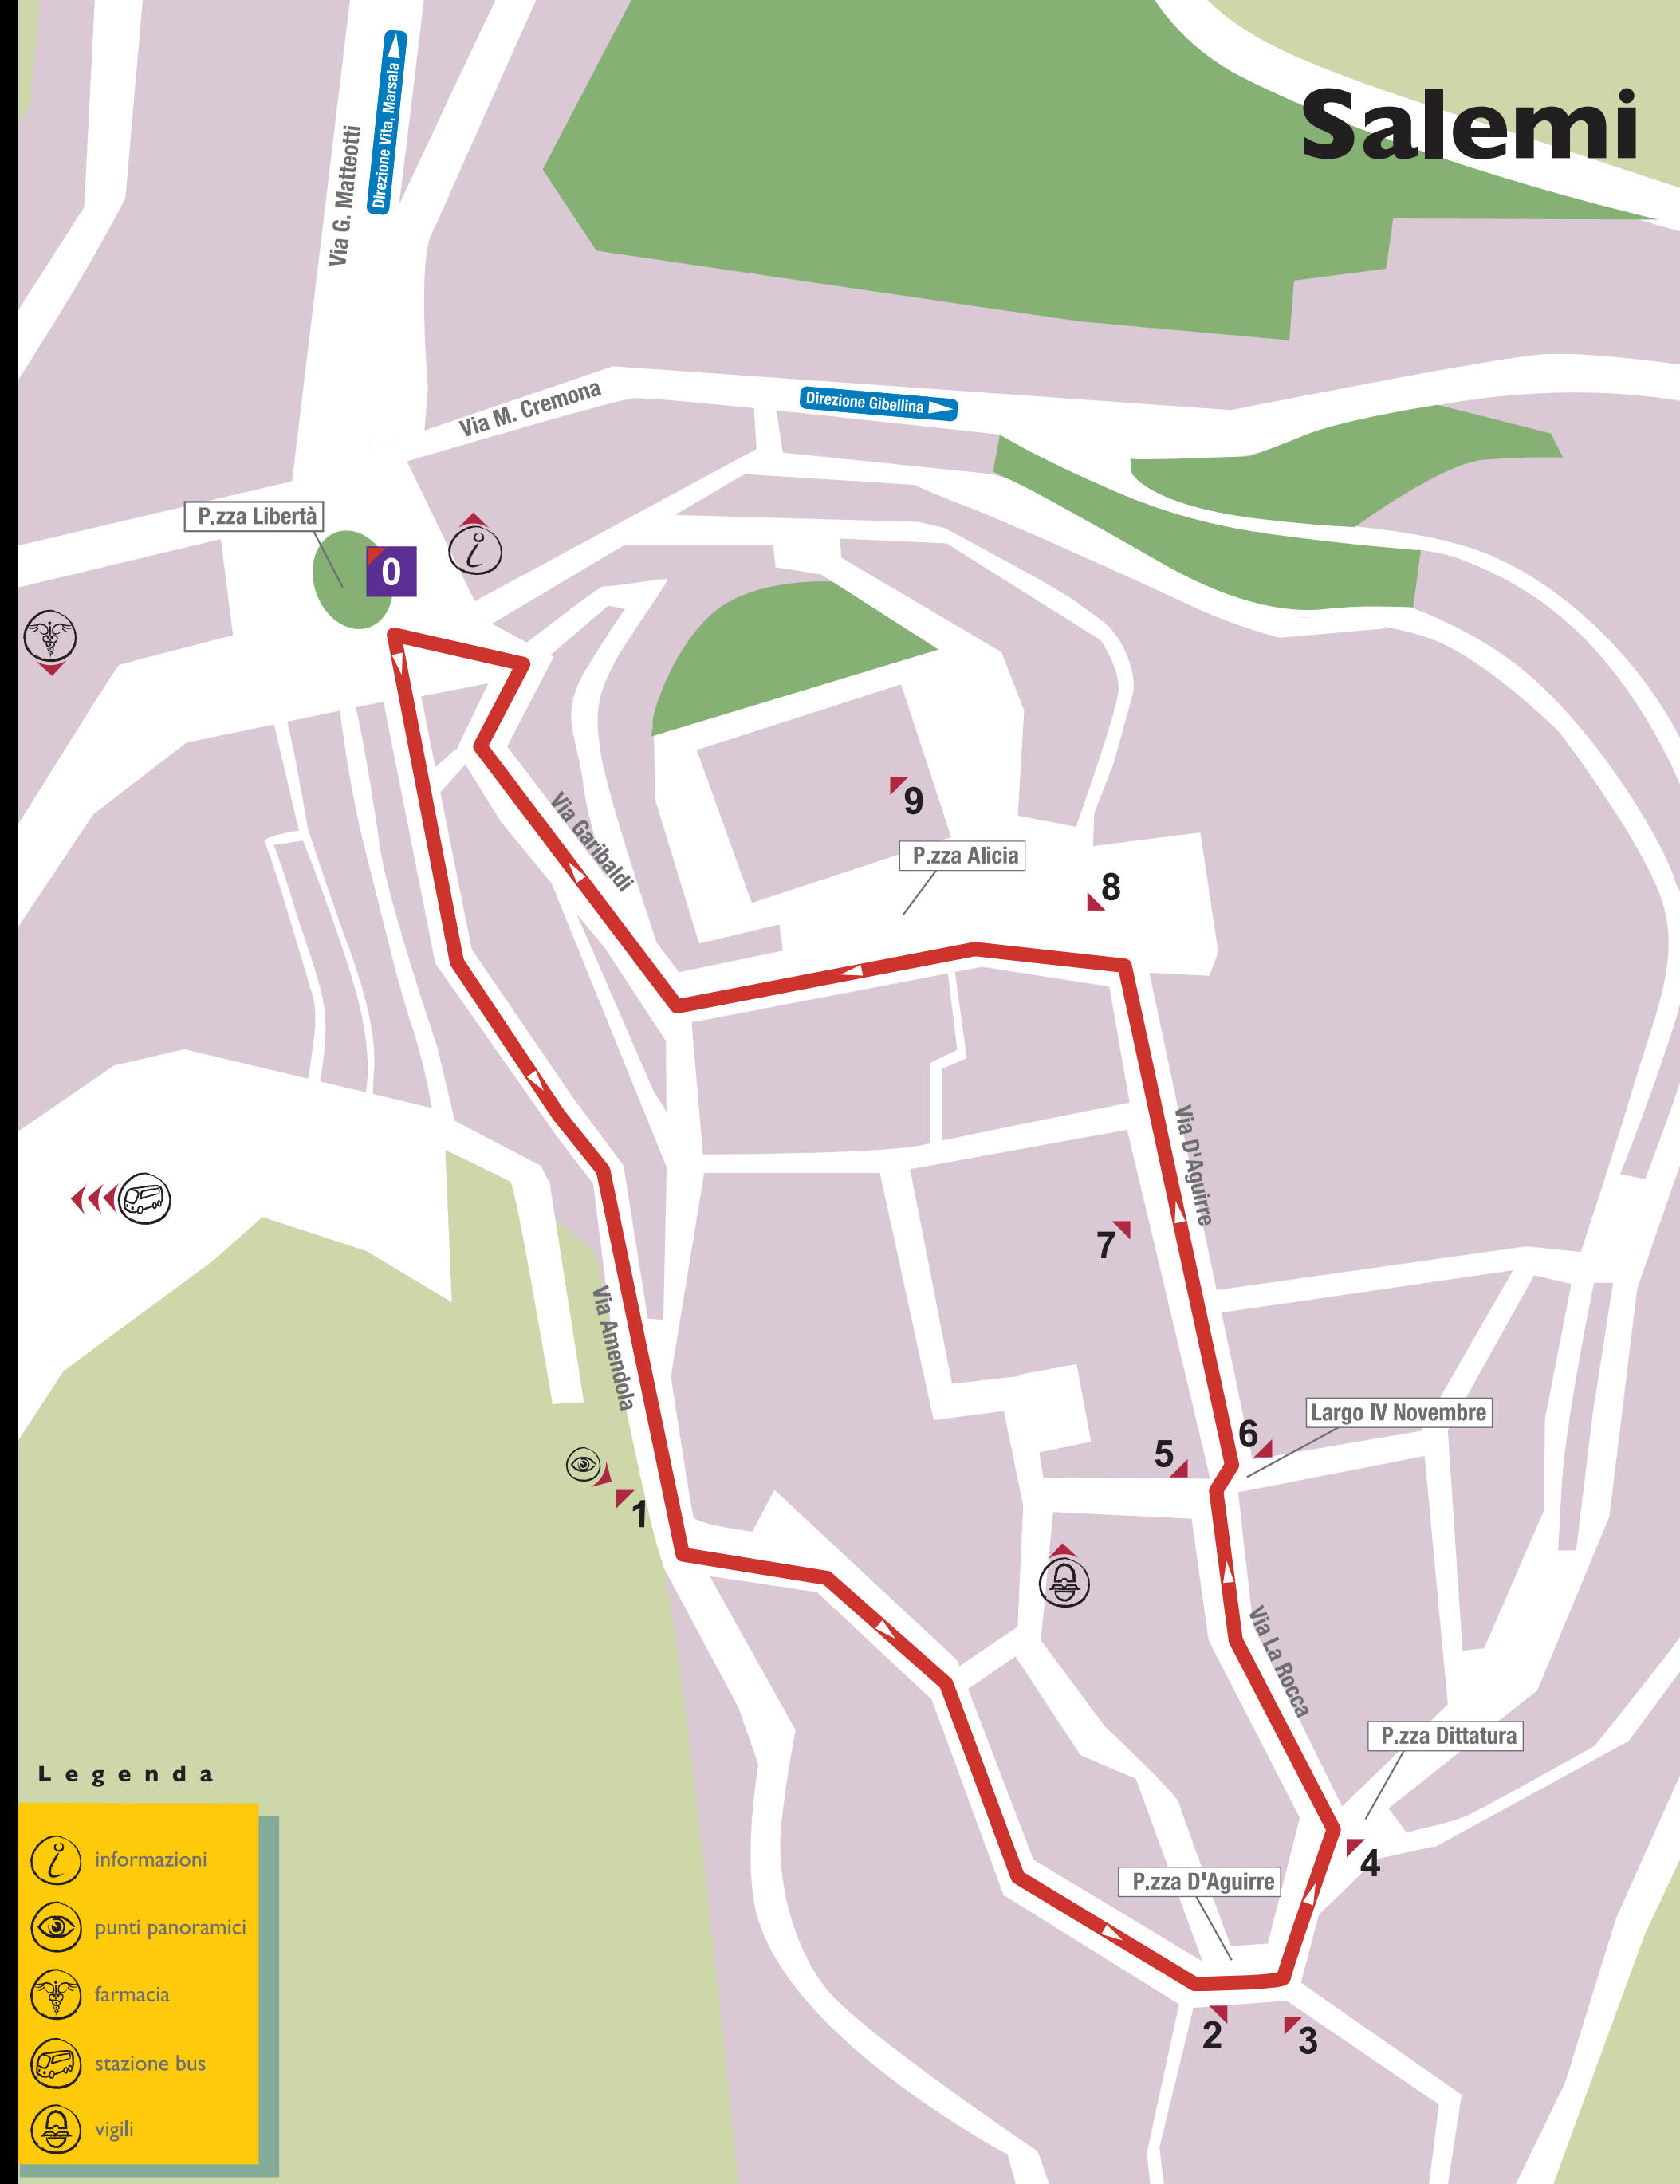 Salemi
Direzione Vita, Marsala
Via G. Matteotti
Via M. Cremona
Direzione Gibellina
P.zza Libertà
0
Via Garibaldi
9
P.zza Alicia
8
Via D'Aguirre
7
Via Amendola
Largo IV Novembre
6
5
1
Via La Rocca
P.zza Dittatura
4
P.zza D'Aguirre
2
3
Legenda
informazioni
punti panoramici
farmacia
stazione bus
vigili